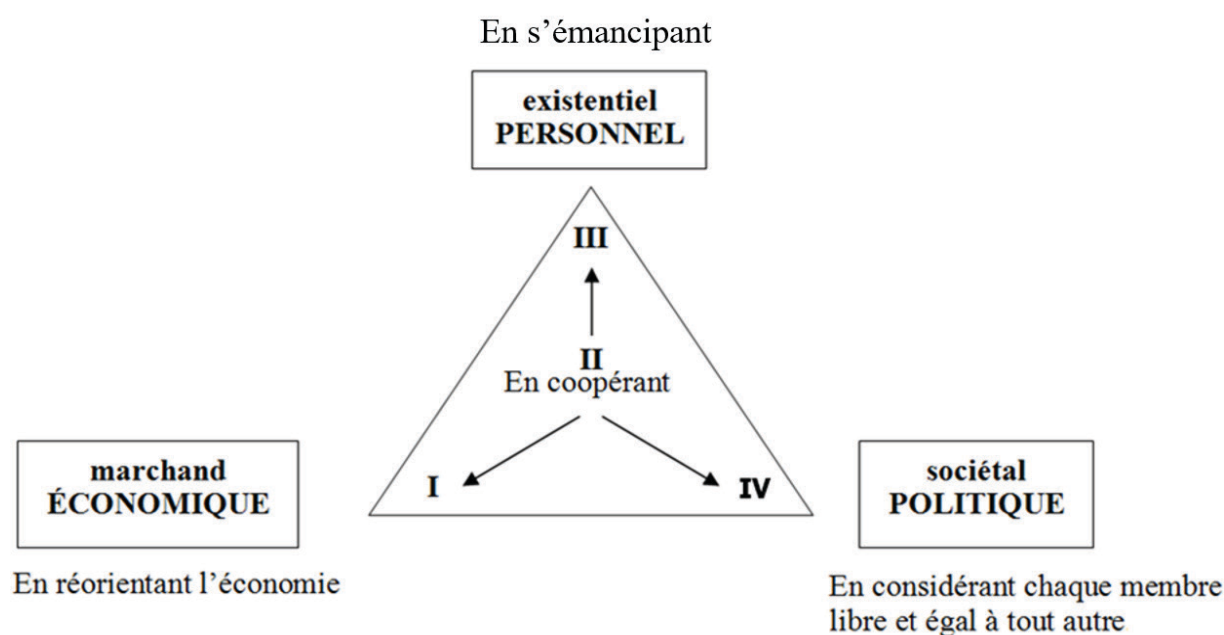 En s’émancipant
existentiel
PERSONNEL
III
II
En coopérant
I
IV
marchand
ÉCONOMIQUE
En réorientant l’économie
sociétal
POLITIQUE
En considérant chaque membre
libre et égal à tout autre